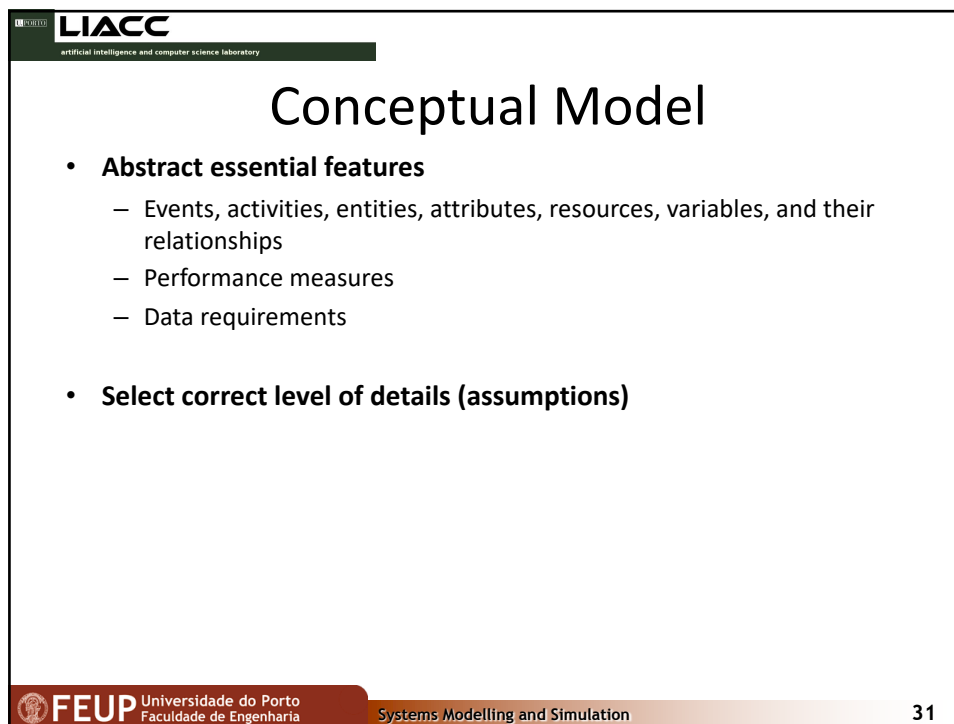 U.PORTO
LIACC
artificial intelligence and computer science laboratory
Conceptual Model
• Abstract essential features
– Events, activities, entities, attributes, resources, variables, and their
relationships
– Performance measures
– Data requirements
• Select correct level of details (assumptions)
FEUP Universidade do Porto
Faculdade de Engenharia
Systems Modelling and Simulation
31